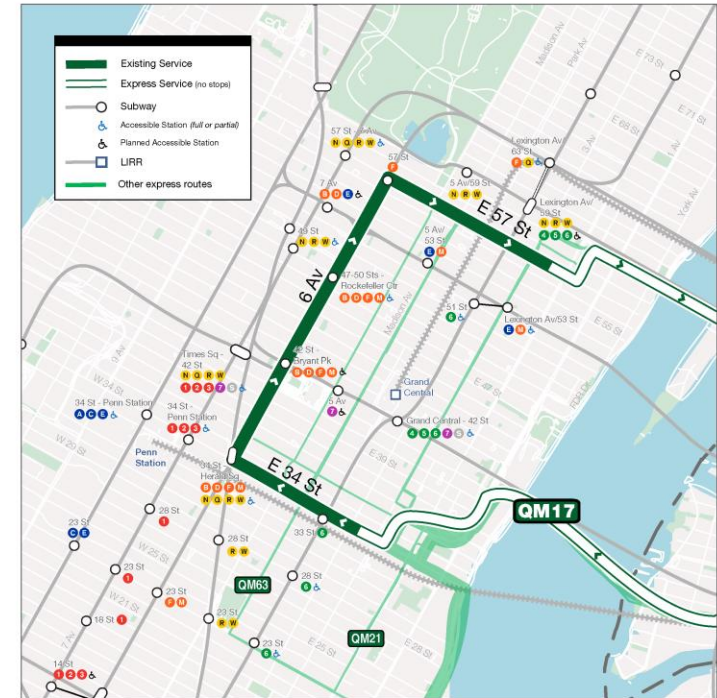 Existing Service
Express Service (no stops)
Subway
Accessible Station (full or partial)
Planned Accessible Station
LIRR
Other express routes
Madison Av
Park Av
E 73 St
E 71 St
E 68 St
3 Av
York Av
57 St - 7 Av
N Q R W
57 St
F
Lexington Av/
63 St
F Q
7 Av
B D E
5 Av/59 St
N R W
Lexington Av/
59 St
N R W
4 5 6
E 57 St
49 St
N R W
5 Av/
53 St
E M
6 Av
47-50 Sts -
Rockefeller Ctr
B D F M
Madison Av
51 St
6
Lexington Av/53 St
E M
E 55 St
9 Av
Times Sq -
42 St
N Q R W
1 2 3 7 S
42 St -
Bryant Pk
B D F M
5 Av
7
Grand
Central
FDR Dr
W 34 St
34 St - Penn Station
A C E
34 St -
Penn Station
1 2 3
Grand Central - 42 St
4 5 6 7 S
W 29 St
Penn
Station
34 St -
Herald Sq
B D F M
N Q R W
E 34 St
E 39 St
QM17
28 St
1
33 St
6
23 St
C E
28 St
R W
W 25 St
23 St
1
28 St
6
QM63
23 St
F M
W 21 St
18 St
1
23 St
R W
23 St
6
QM21
E 25 St
E 28 St
7 Av
14 St
1 2 3